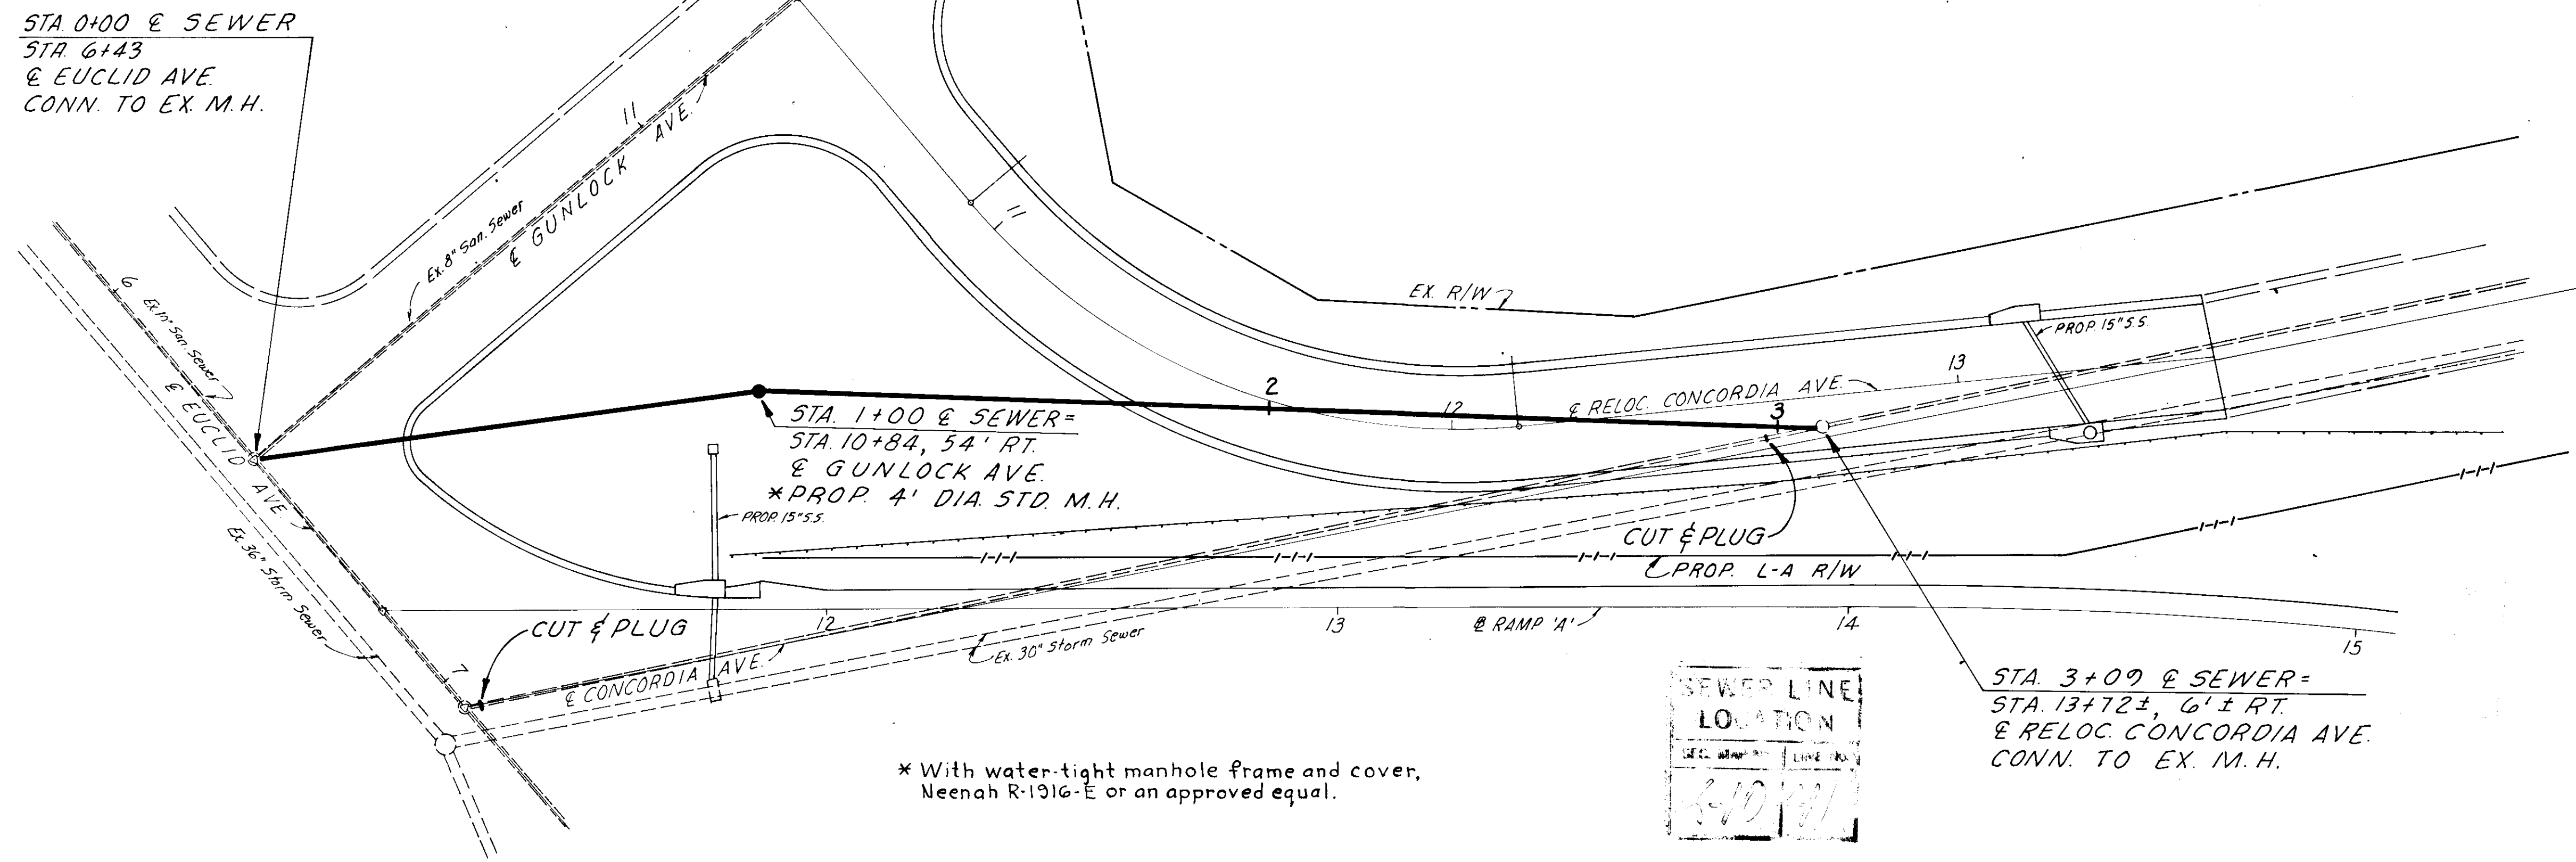 STA. 0+00 ℄ SEWER
STA. 6+43
℄ EUCLID AVE.
CONN. TO EX. M.H.
11
℄ GUNLOCK AVE.
Ex. 8" San. Sewer
6
Ex. 10" San. Sewer
℄ EUCLID AVE.
Ex. 36" Storm Sewer
7
11
STA. 1+00 ℄ SEWER=
STA. 10+84, 54' RT.
℄ GUNLOCK AVE.
*PROP. 4' DIA. STD. M.H.
PROP. 15" S.S.
2
12
EX. R/W
℄ RELOC. CONCORDIA AVE.
13
3
PROP. 15" S.S.
CUT & PLUG
PROP. L-A R/W
CUT & PLUG
12
13
14
15
℄ RAMP 'A'
℄ CONCORDIA AVE.
Ex. 30" Storm Sewer
STA. 3+09 ℄ SEWER=
STA. 13+72±, 6'± RT.
℄ RELOC. CONCORDIA AVE.
CONN. TO EX. M.H.
SEWER LINE
LOCATION
LINE NO.
* With water-tight manhole frame and cover,
Neenah R-1916-E or an approved equal.